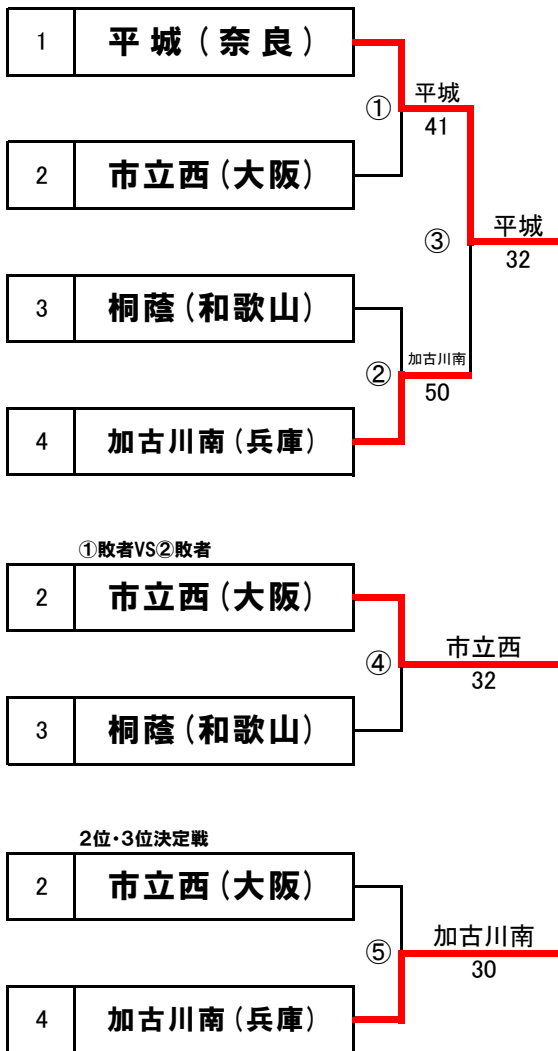 1 平城（奈良）
① 平城
41
2 市立西（大阪）
③ 平城
32
3 桐蔭（和歌山）
② 加古川南
50
4 加古川南（兵庫）
①敗者VS②敗者
2 市立西（大阪）
④ 市立西
32
3 桐蔭（和歌山）
2位・3位決定戦
2 市立西（大阪）
⑤ 加古川南
30
4 加古川南（兵庫）